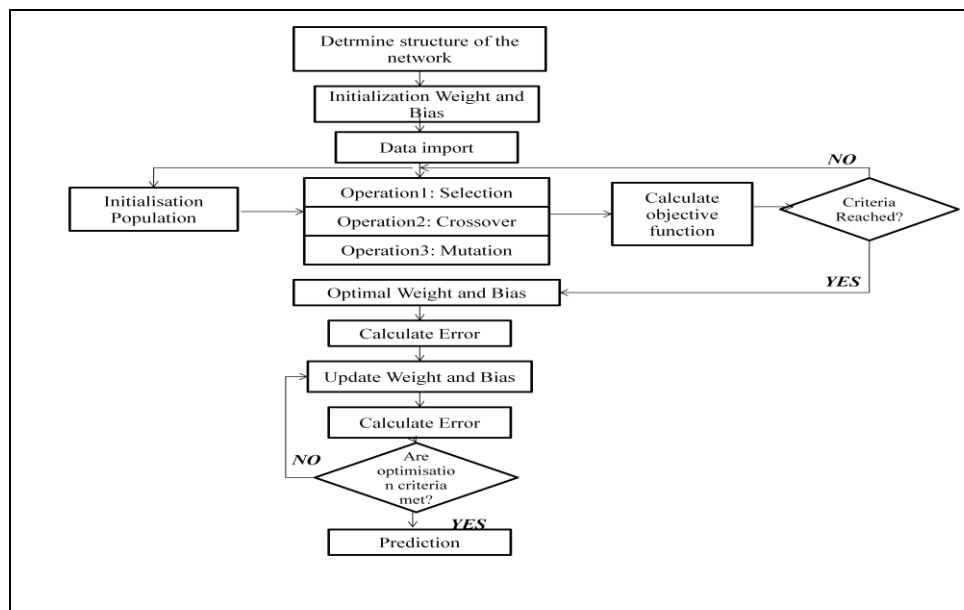 Detrmine structure of the
network
Initialization Weight and
Bias
Data import
NO
Initialisation
Population
Operation1: Selection
Operation2: Crossover
Operation3: Mutation
Calculate
objective
function
Criteria
Reached?
YES
Optimal Weight and Bias
Calculate Error
Update Weight and Bias
Calculate Error
NO
Are
optimisatio
n criteria
met?
YES
Prediction